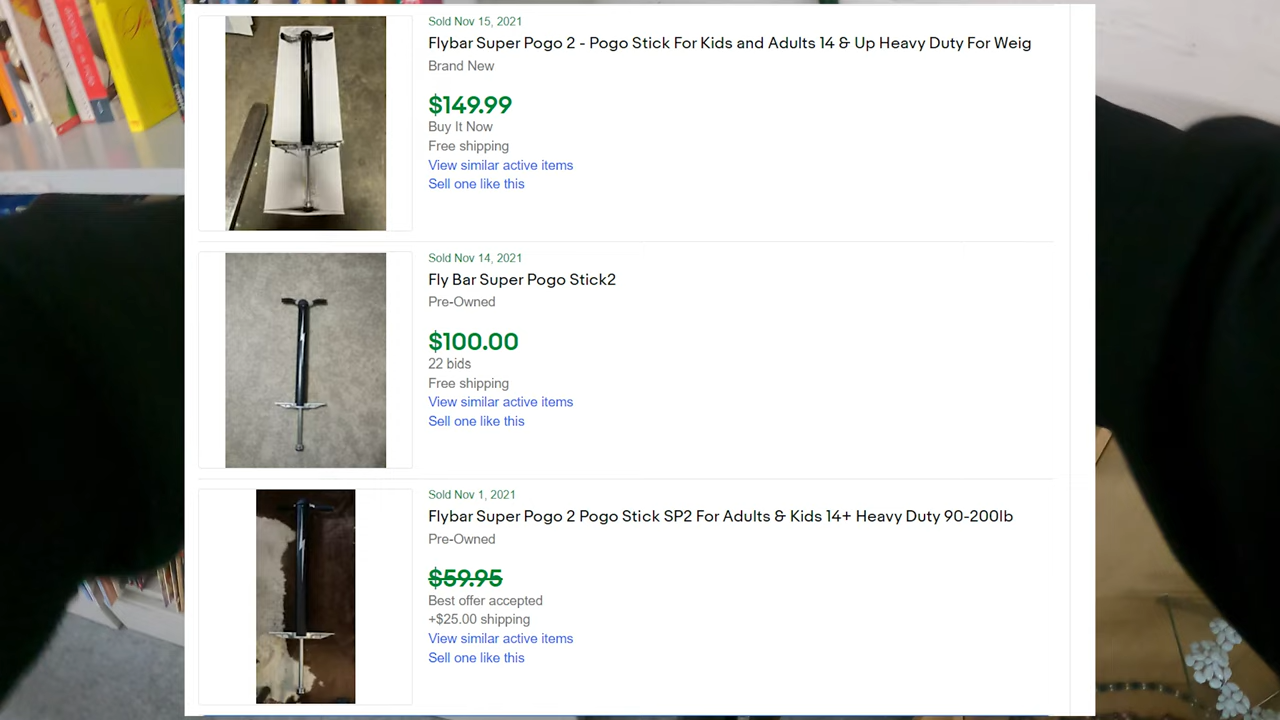 Sold Nov 15, 2021
Flybar Super Pogo 2 - Pogo Stick For Kids and Adults 14 & Up Heavy Duty For Weig
Brand New
$149.99
Buy It Now
Free shipping
View similar active items
Sell one like this
Sold Nov 14, 2021
Fly Bar Super Pogo Stick2
Pre-Owned
$100.00
22 bids
Free shipping
View similar active items
Sell one like this
Sold Nov 1, 2021
Flybar Super Pogo 2 Pogo Stick SP2 For Adults & Kids 14+ Heavy Duty 90-200lb
Pre-Owned
$59.95
Best offer accepted
+$25.00 shipping
View similar active items
Sell one like this